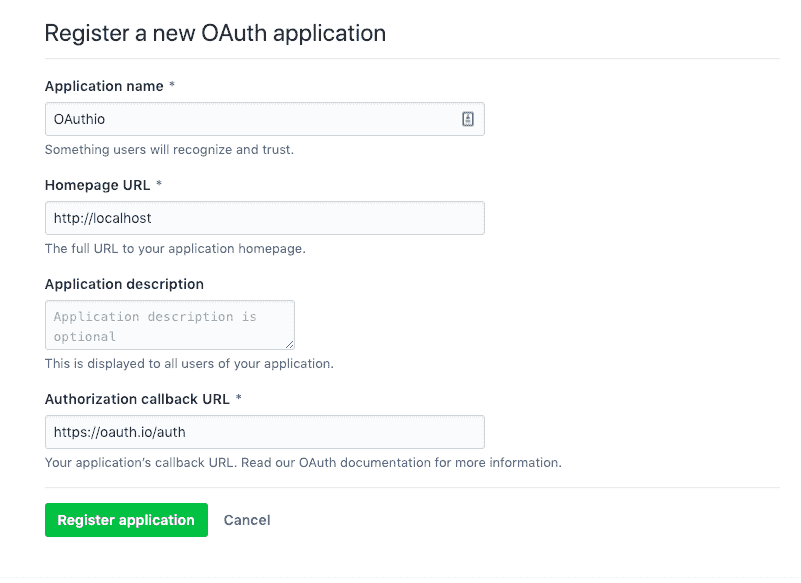 Register a new OAuth application
Application name *
OAuthio
Something users will recognize and trust.
Homepage URL *
http://localhost
The full URL to your application homepage.
Application description
Application description is
optional
This is displayed to all users of your application.
Authorization callback URL *
https://oauth.io/auth
Your application's callback URL. Read our OAuth documentation for more information.
Register application Cancel